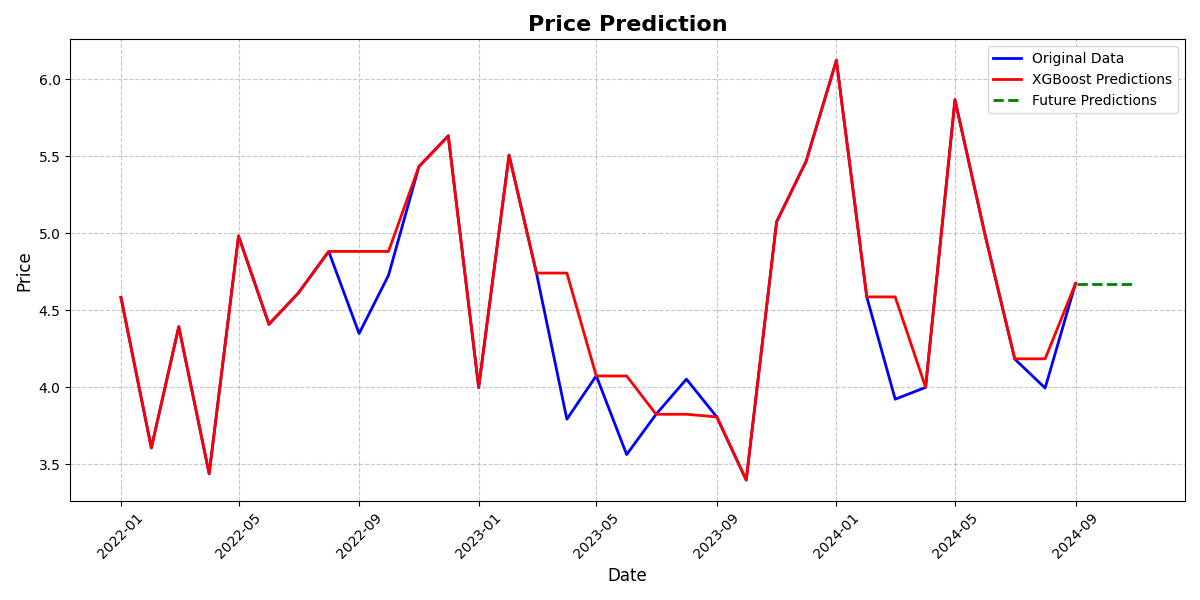 Price Prediction
Original Data
XGBoost Predictions
Future Predictions
Price
6.0
5.5
5.0
4.5
4.0
3.5
2022-01
2022-05
2022-09
2023-01
2023-05
2023-09
2024-01
2024-05
2024-09
Date